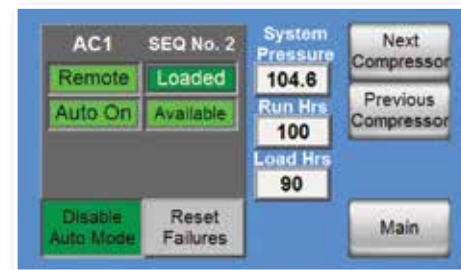 AC1 SEQ No. 2
Remote Loaded
Auto On Available
Disable
Auto Mode
Reset
Failures
System
Pressure
104.6
Run Hrs
100
Load Hrs
90
Next
Compressor
Previous
Compressor
Main